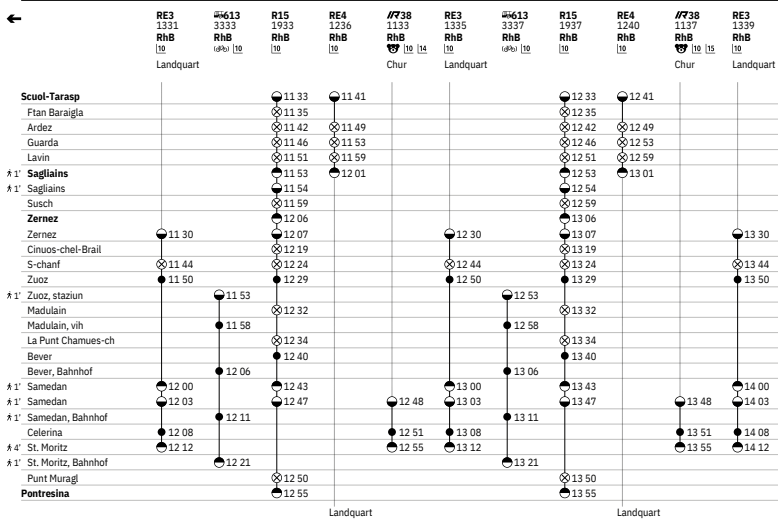 RE3 613 R15 RE4 R38 RE3 613 R15 RE4 R38 RE3
1331 3333 1933 1236 1133 1335 3337 1937 1240 1137 1339
RhB RhB RhB RhB RhB RhB RhB RhB RhB RhB RhB
10 10 10 10 10 14 10 10 10 10 10 15 10
Landquart Chur Landquart Chur Landquart
Scuol-Tarasp 11 33 11 41 12 33 12 41
Ftan Baraigla 11 35 12 35
Ardez 11 42 11 49 12 42 12 49
Guarda 11 46 11 53 12 46 12 53
Lavin 11 51 11 59 12 51 12 59
1' Sagliains 11 53 12 01 12 53 13 01
1' Sagliains 11 54 12 54
Susch 11 59 12 59
Zernez 12 06 13 06
Zernez 11 30 12 07 12 30 13 07 13 30
Cinuos-chel-Brail 12 19 13 19
S-chanf 11 44 12 24 12 44 13 24 13 44
Zuoz 11 50 12 29 12 50 13 29 13 50
1' Zuoz, staziun 11 53 12 53
Madulain 12 32 13 32
Madulain, vih 11 58 12 58
La Punt Chamues-ch 12 34 13 34
Bever 12 40 13 40
Bever, Bahnhof 12 06 13 06
1' Samedan 12 00 12 43 13 00 13 43 14 00
1' Samedan 12 03 12 47 12 48 13 03 13 47 13 48 14 03
1' Samedan, Bahnhof 12 11 13 11
Celerina 12 08 12 51 13 08 13 51 14 08
4' St. Moritz 12 12 12 55 13 12 13 55 14 12
1' St. Moritz, Bahnhof 12 21 13 21
Punt Muragl 12 50 13 50
Pontresina 12 55 13 55
Landquart Landquart